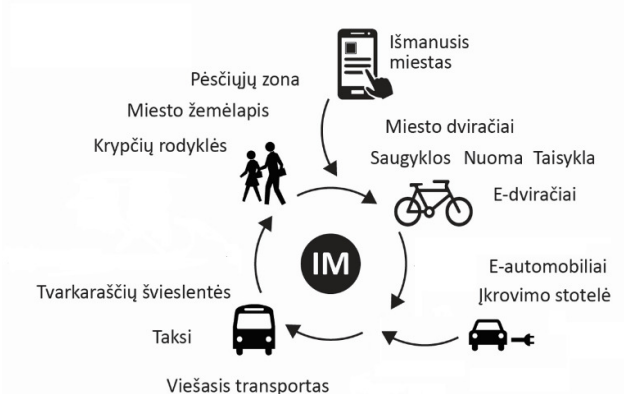 Išmanusis
miestas
Pėsčiųjų zona
Miesto žemėlapis
Krypčių rodyklės
Miesto dviračiai
Saugyklos Nuoma Taisykla
E-dviračiai
IM
E-automobiliai
Įkrovimo stotelė
Tvarkaraščių švieslentės
Taksi
Viešasis transportas